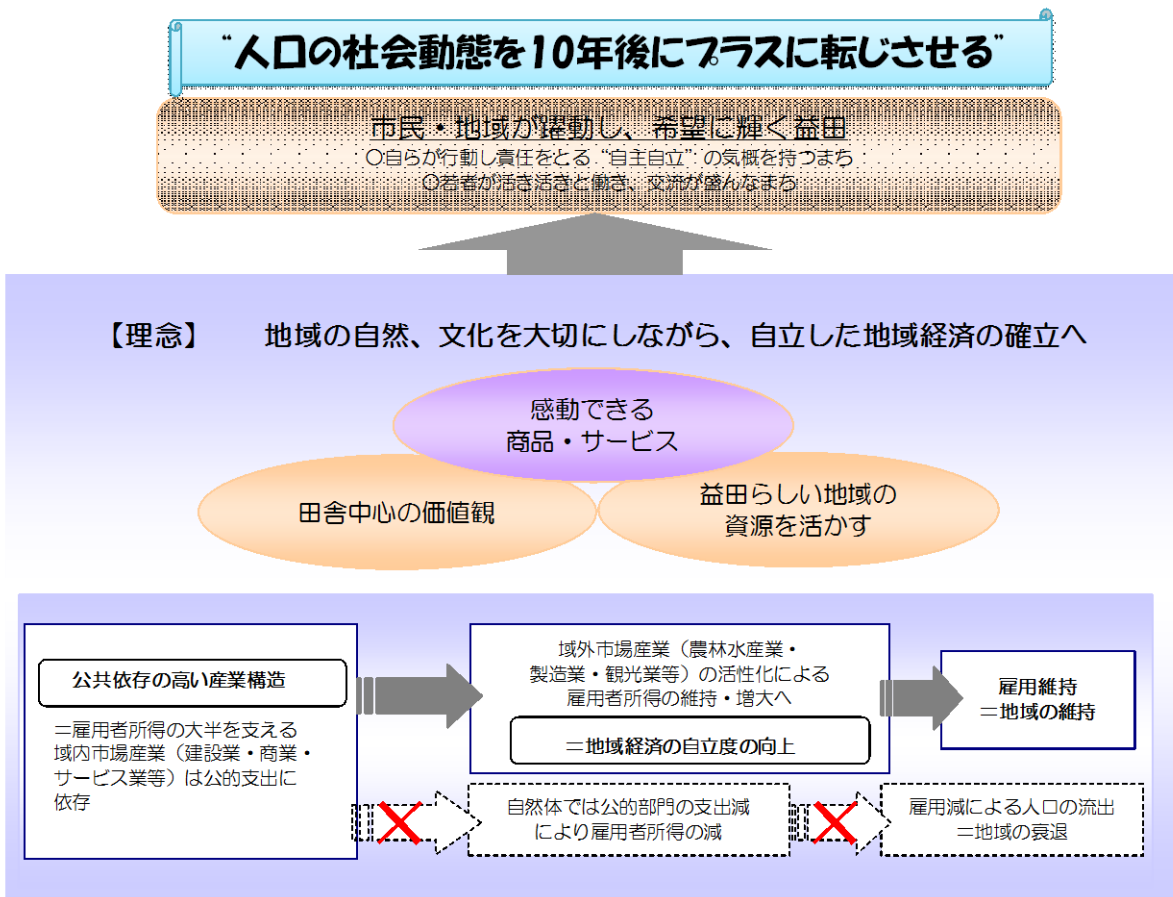 “人口の社会動態を10年後にプラスに転じさせる”
市民・地域が躍動し、希望に輝く益田
○自らが行動し責任をとる“自主自立”の気概を持つまち
○若者が活き活きと働き、交流が盛んなまち
【理念】　地域の自然、文化を大切にしながら、自立した地域経済の確立へ
感動できる
商品・サービス
田舎中心の価値観
益田らしい地域の
資源を活かす
公共依存の高い産業構造
＝雇用者所得の大半を支える
域内市場産業（建設業・商業・
サービス業等）は公的支出に
依存
域外市場産業（農林水産業・
製造業・観光業等）の活性化による
雇用者所得の維持・増大へ
＝地域経済の自立度の向上
雇用維持
＝地域の維持
自然体では公的部門の支出減
により雇用者所得の減
雇用減による人口の流出
＝地域の衰退